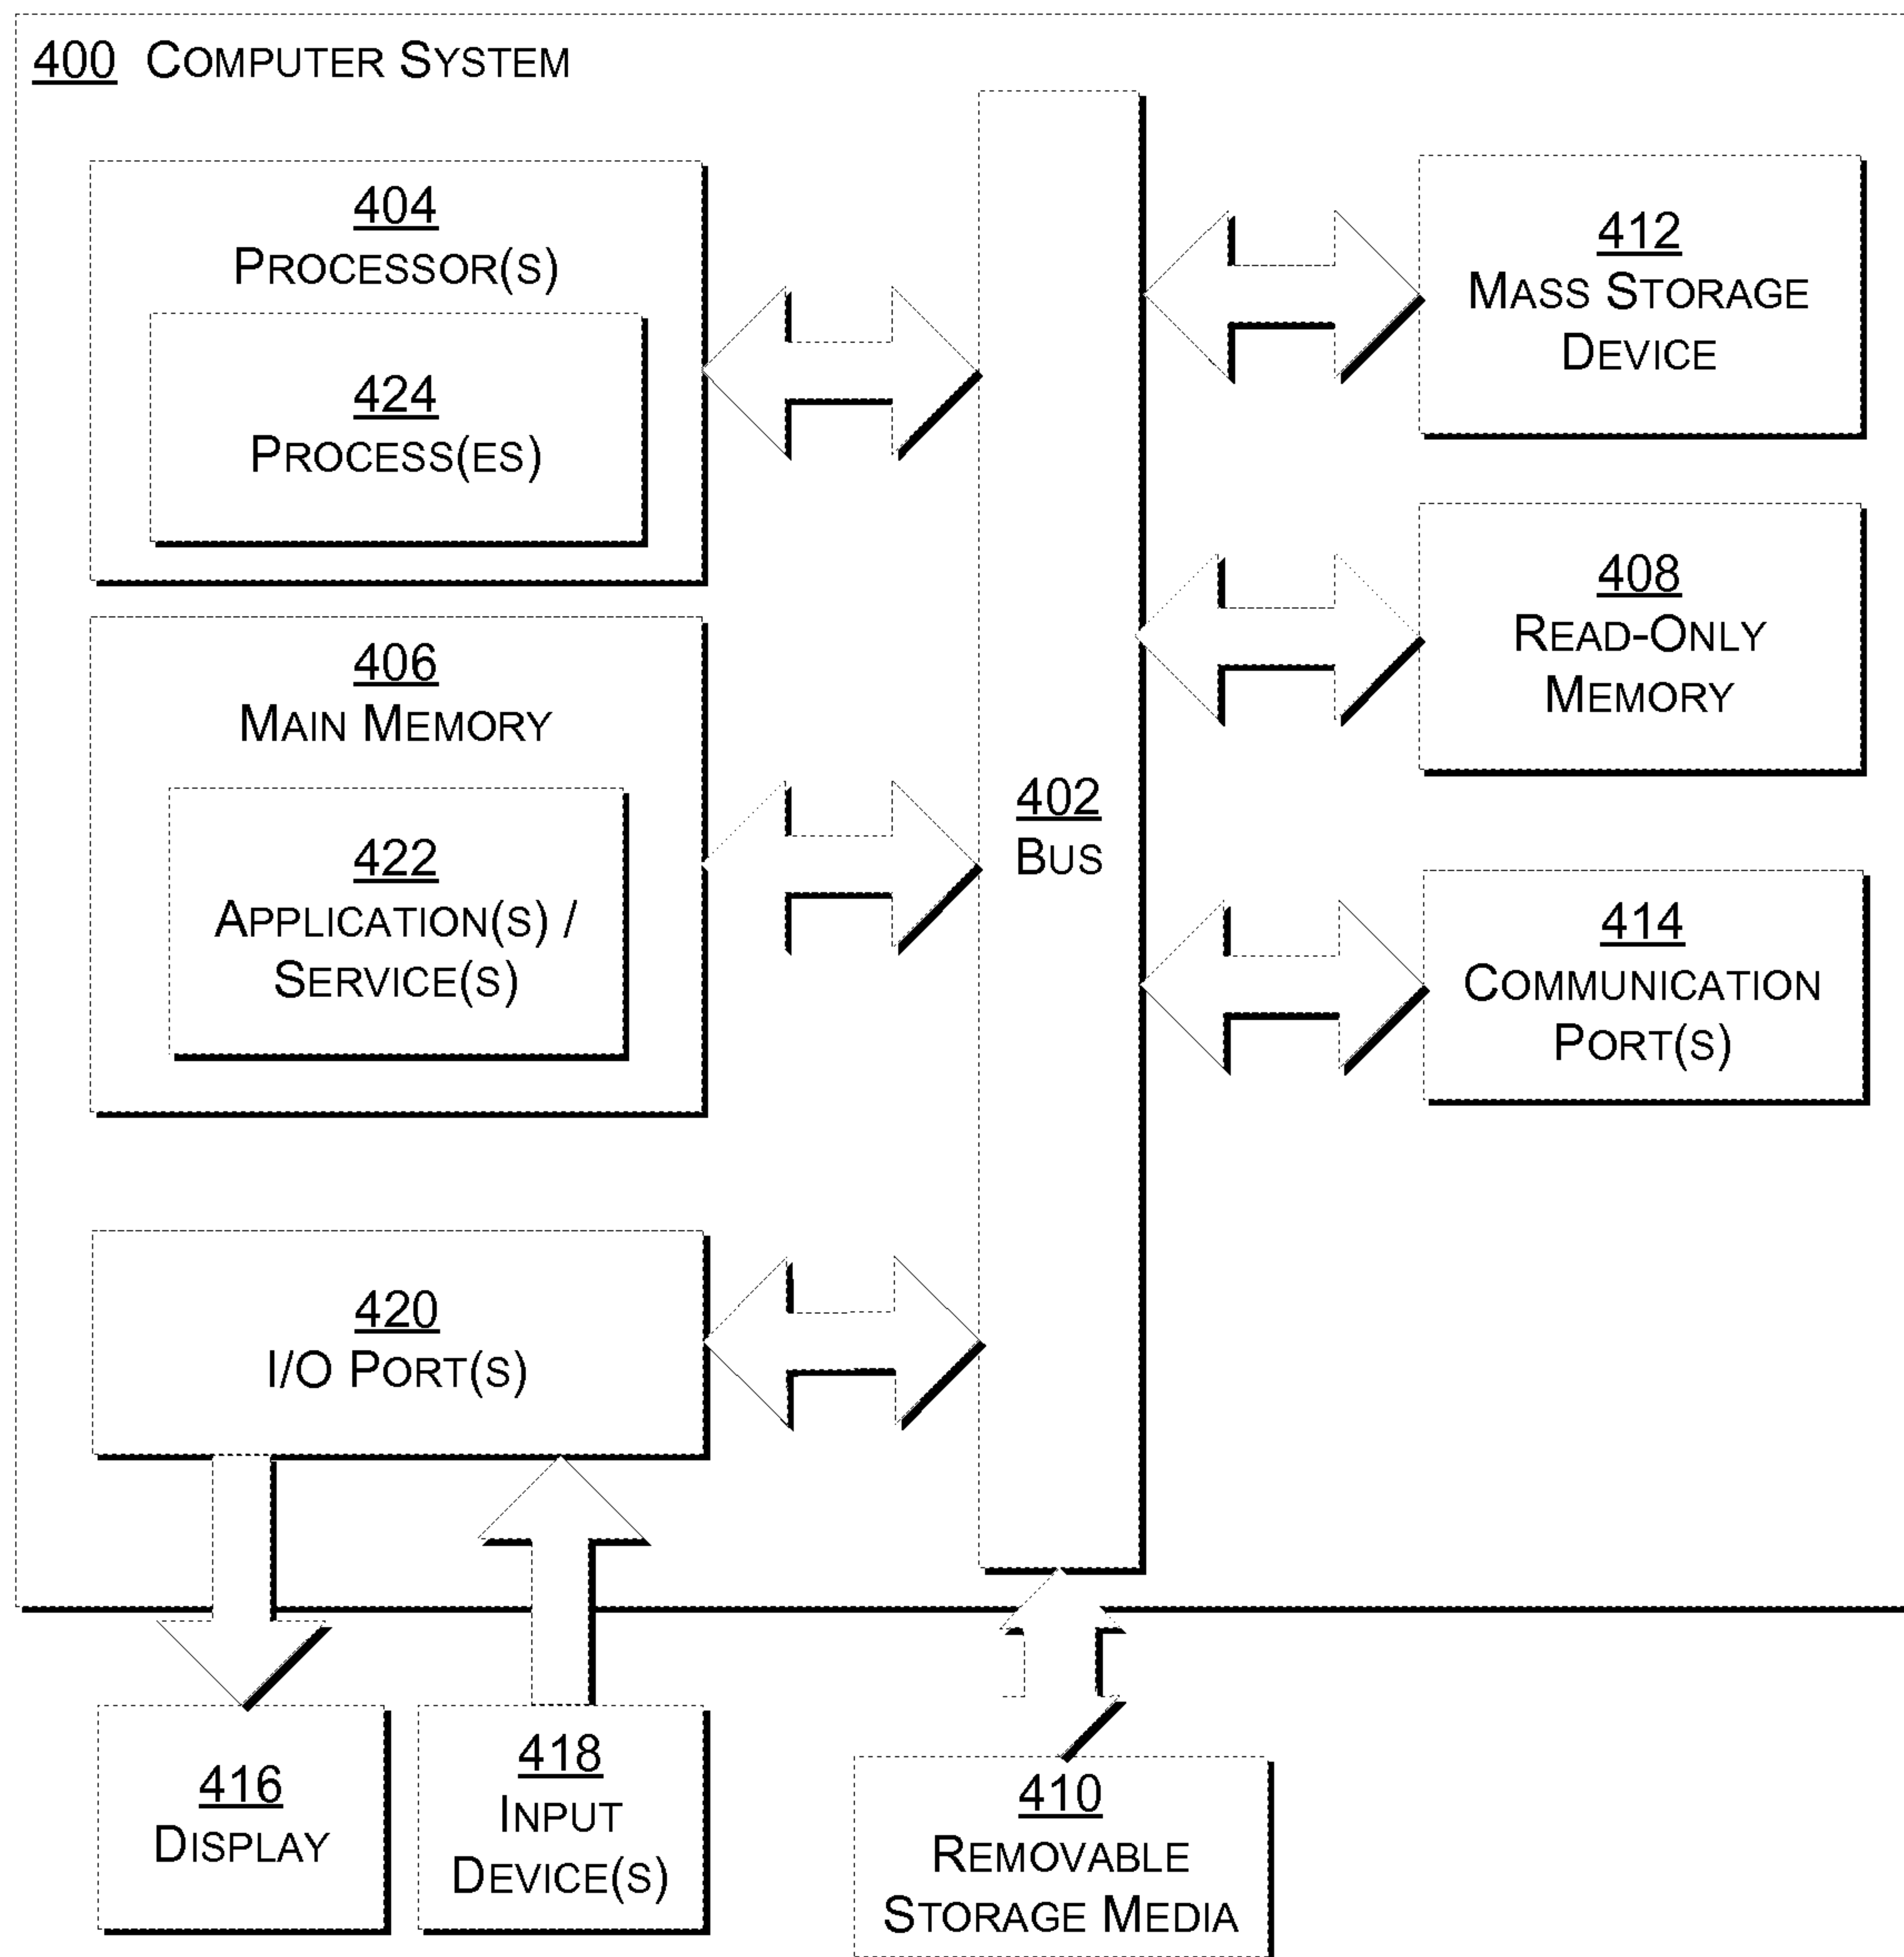 400 COMPUTER SYSTEM
404
PROCESSOR(S)
424
PROCESS(ES)
406
MAIN MEMORY
422
APPLICATION(S) /
SERVICE(S)
420
I/O PORT(S)
402
BUS
412
MASS STORAGE
DEVICE
408
READ-ONLY
MEMORY
414
COMMUNICATION
PORT(S)
416
DISPLAY
418
INPUT
DEVICE(S)
410
REMOVABLE
STORAGE MEDIA